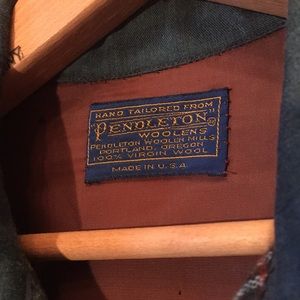 HAND TAILORED FROM
"PENDLETON"®
WOOLENS
PENDLETON WOOLEN MILLS
PORTLAND, OREGON
100% VIRGIN WOOL
MADE IN U.S.A.